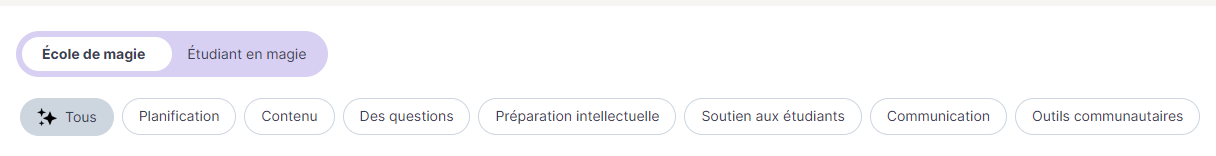 École de magie Étudiant en magie
Tous Planification Contenu Des questions Préparation intellectuelle Soutien aux étudiants Communication Outils communautaires